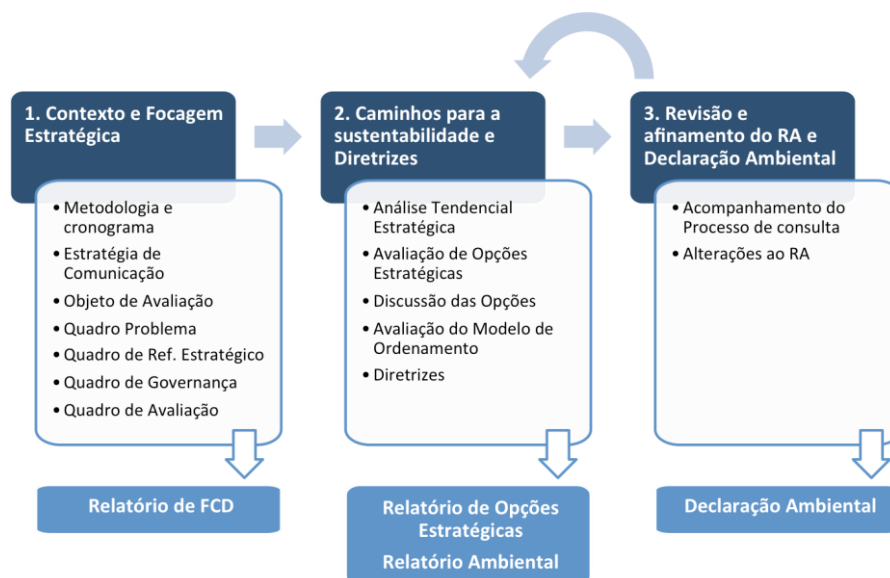 1. Contexto e Focagem
Estratégica
• Metodologia e
cronograma
• Estratégia de
Comunicação
• Objeto de Avaliação
• Quadro Problema
• Quadro de Ref. Estratégico
• Quadro de Governança
• Quadro de Avaliação
Relatório de FCD
2. Caminhos para a
sustentabilidade e
Diretrizes
• Análise Tendencial
Estratégica
• Avaliação de Opções
Estratégicas
• Discussão das Opções
• Avaliação do Modelo de
Ordenamento
• Diretrizes
Relatório de Opções
Estratégicas
Relatório Ambiental
3. Revisão e
afinamento do RA e
Declaração Ambiental
• Acompanhamento do
Processo de consulta
• Alterações ao RA
Declaração Ambiental